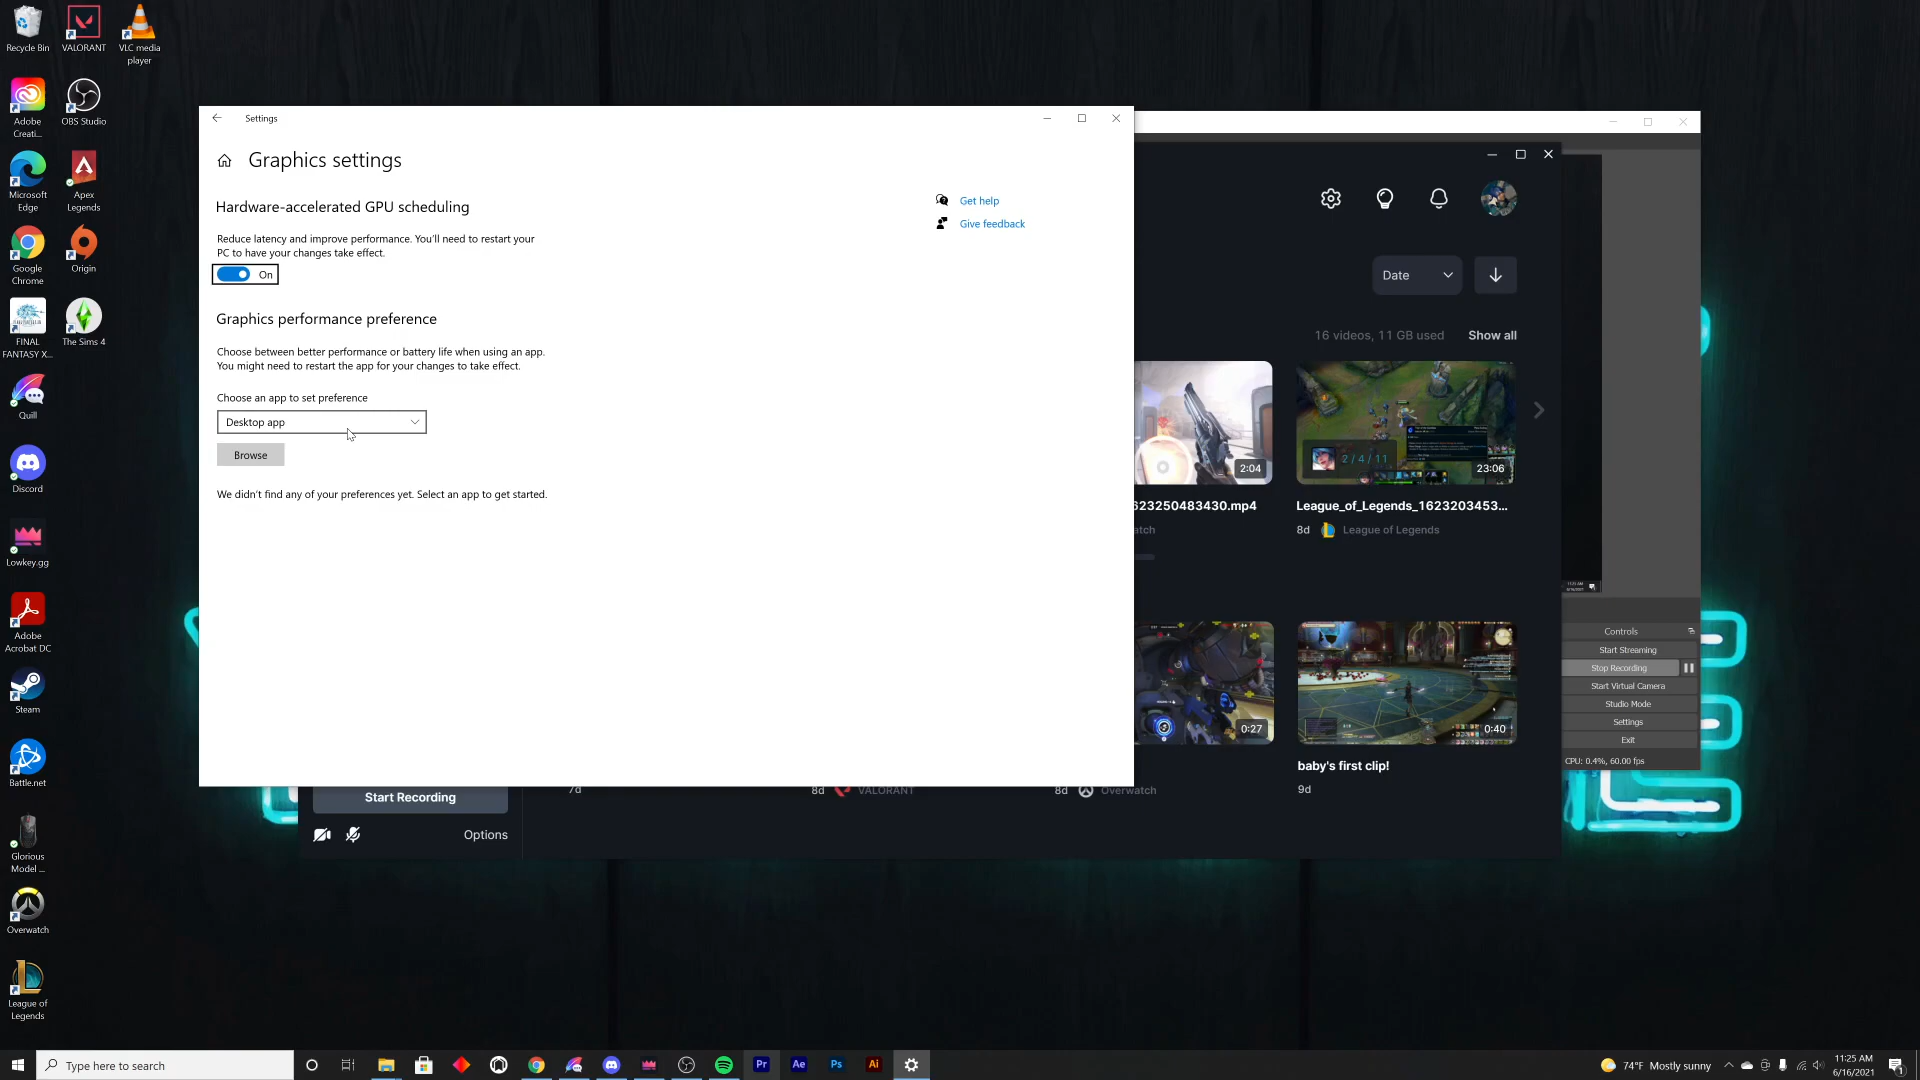 Recycle Bin
VALORANT
VLC media
player
Adobe
Creati...
OBS Studio
Microsoft
Edge
Apex
Legends
Google
Chrome
Origin
FINAL
FANTASY X...
The Sims 4
Quill
Discord
Lowkey.gg
Adobe
Acrobat DC
Steam
Battle.net
Glorious
Model ...
Overwatch
League of
Legends
Settings
Graphics settings
Hardware-accelerated GPU scheduling
Reduce latency and improve performance. You'll need to restart your
PC to have your changes take effect.
On
Graphics performance preference
Choose between better performance or battery life when using an app.
You might need to restart the app for your changes to take effect.
Choose an app to set preference
Desktop app
Browse
We didn't find any of your preferences yet. Select an app to get started.
Get help
Give feedback
Date
16 videos, 11 GB used
Show all
2:04
2 / 4 / 11
23:06
623250483430.mp4
League_of_Legends_1623203453...
atch
8d
League of Legends
0:27
0:40
baby's first clip!
7d
8d
VALORANT
8d
Overwatch
9d
Start Recording
Options
Controls
Start Streaming
Stop Recording
Start Virtual Camera
Studio Mode
Settings
Exit
CPU: 0.4%, 60.00 fps
Type here to search
Pr
Ae
Ps
Ai
74°F Mostly sunny
11:25 AM
6/16/2021